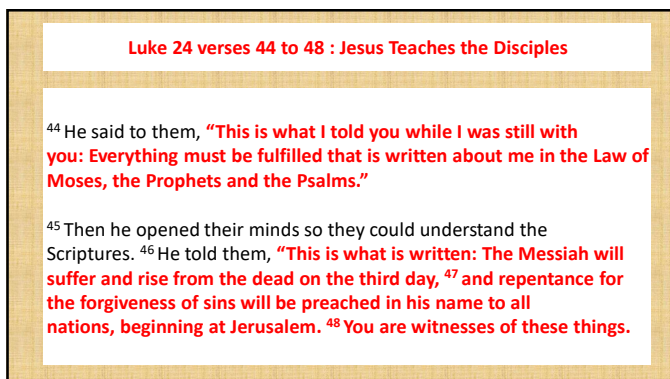 Luke 24 verses 44 to 48 : Jesus Teaches the Disciples
44 He said to them, “This is what I told you while I was still with
you: Everything must be fulfilled that is written about me in the Law of
Moses, the Prophets and the Psalms.”
45 Then he opened their minds so they could understand the
Scriptures. 46 He told them, “This is what is written: The Messiah will
suffer and rise from the dead on the third day, 47 and repentance for
the forgiveness of sins will be preached in his name to all
nations, beginning at Jerusalem. 48 You are witnesses of these things.